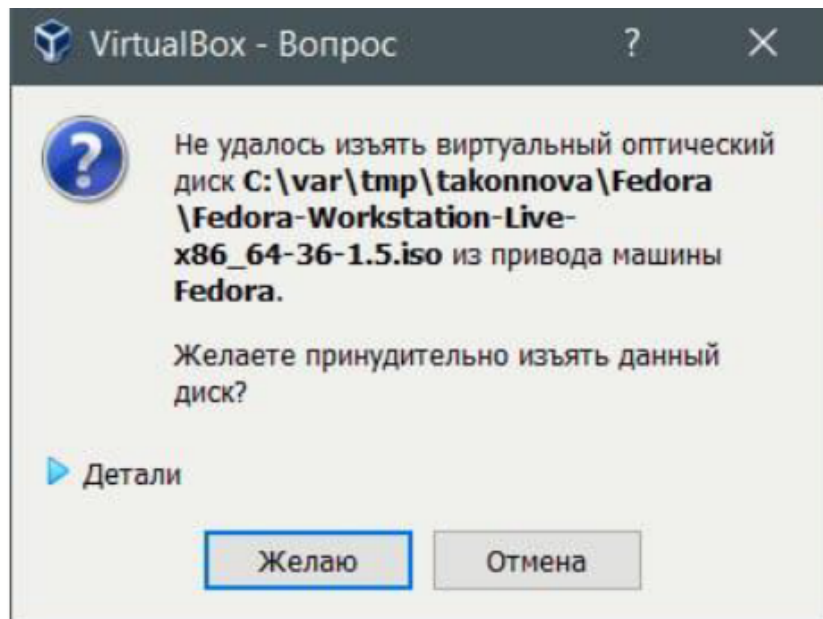 VirtualBox - Вопрос ? ×
Не удалось изъять виртуальный оптический
диск C:\var\tmp\takonnova\Fedora
\Fedora-Workstation-Live-
x86_64-36-1.5.iso из привода машины
Fedora.
Желаете принудительно изъять данный
диск?
Детали
Желаю Отмена